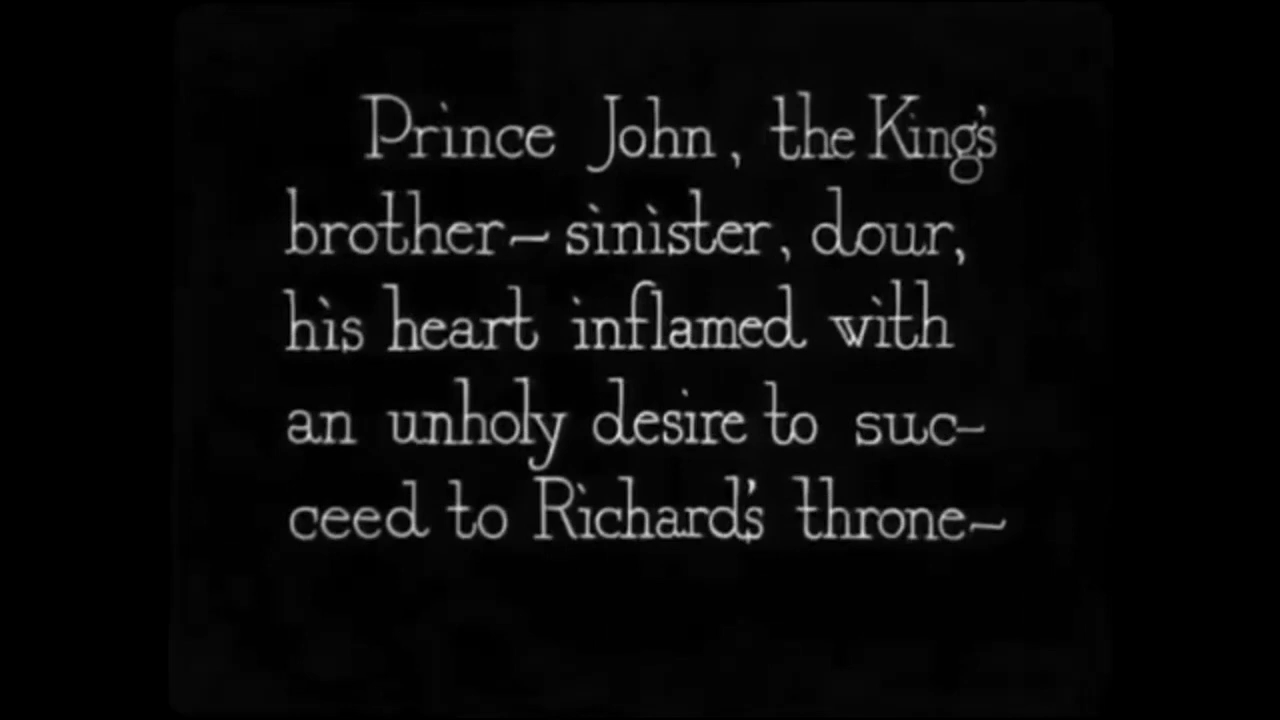 Prince John, the King's
brother— sinister, dour,
his heart inflamed with
an unholy desire to suc-
ceed to Richard's throne—